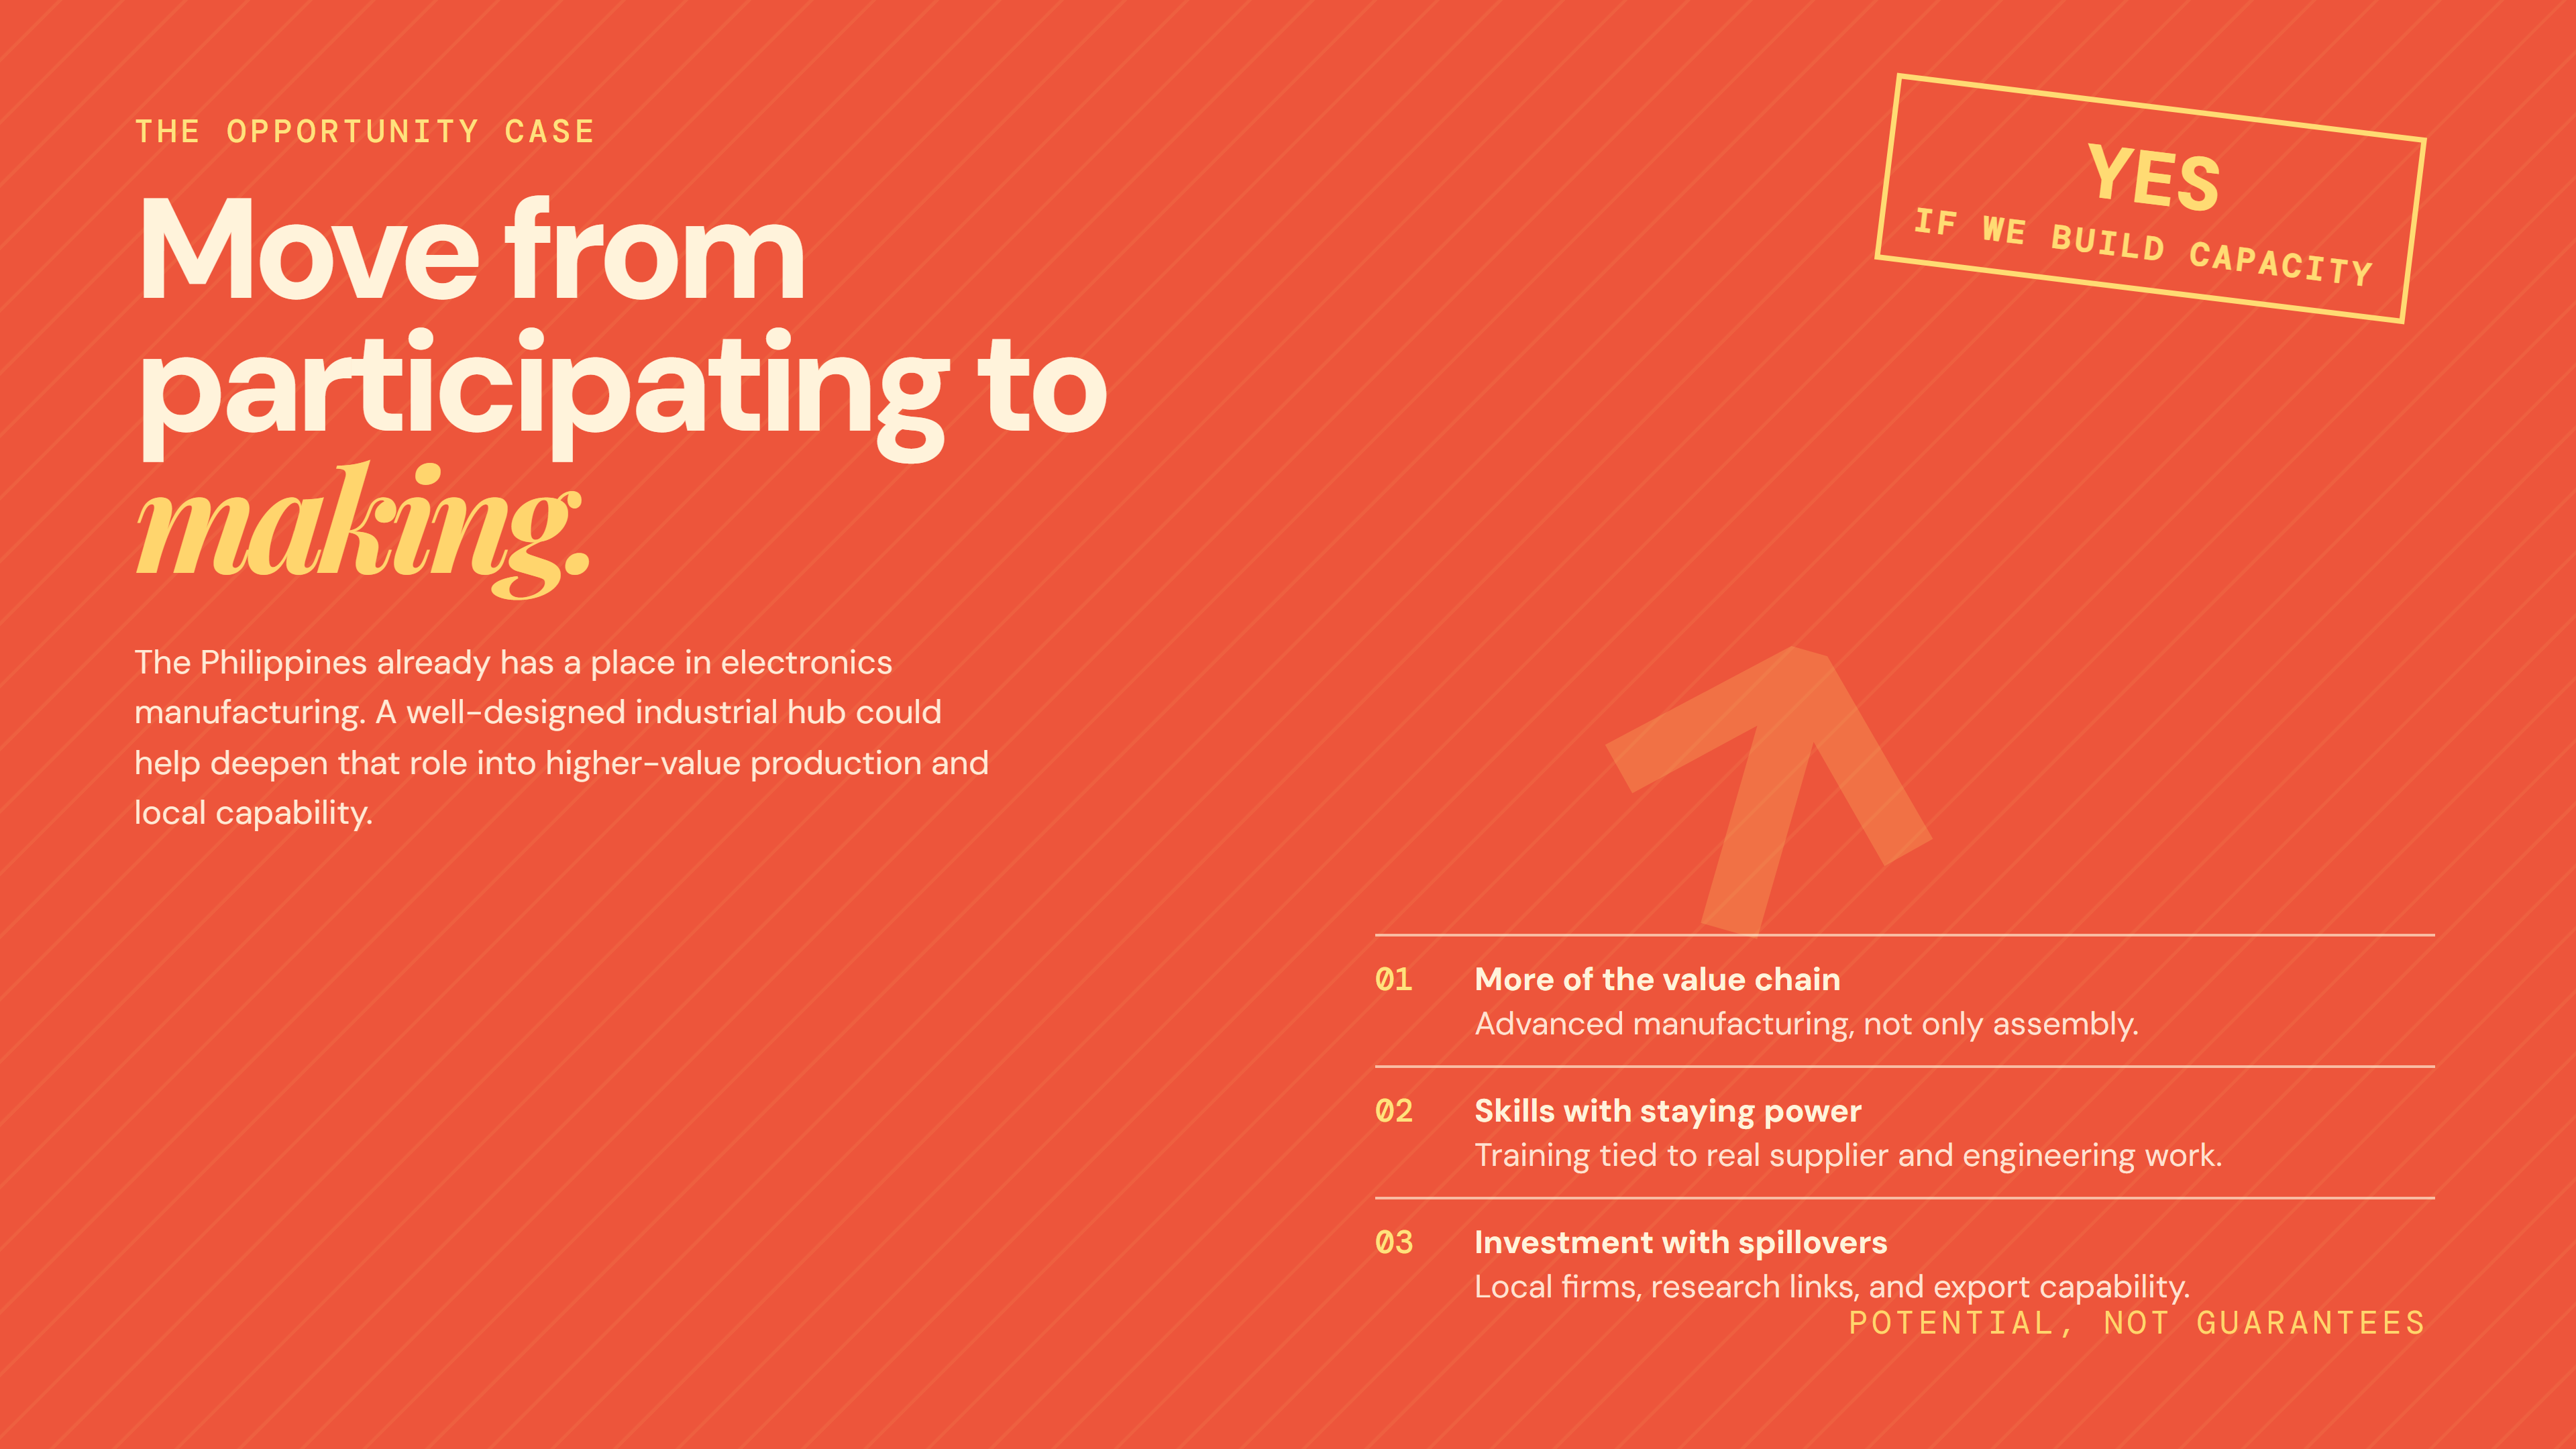 THE OPPORTUNITY CASE
Move from
participating to
making.
The Philippines already has a place in electronics
manufacturing. A well-designed industrial hub could
help deepen that role into higher-value production and
local capability.
YES
IF WE BUILD CAPACITY
01 More of the value chain
Advanced manufacturing, not only assembly.
02 Skills with staying power
Training tied to real supplier and engineering work.
03 Investment with spillovers
Local firms, research links, and export capability.
POTENTIAL, NOT GUARANTEES